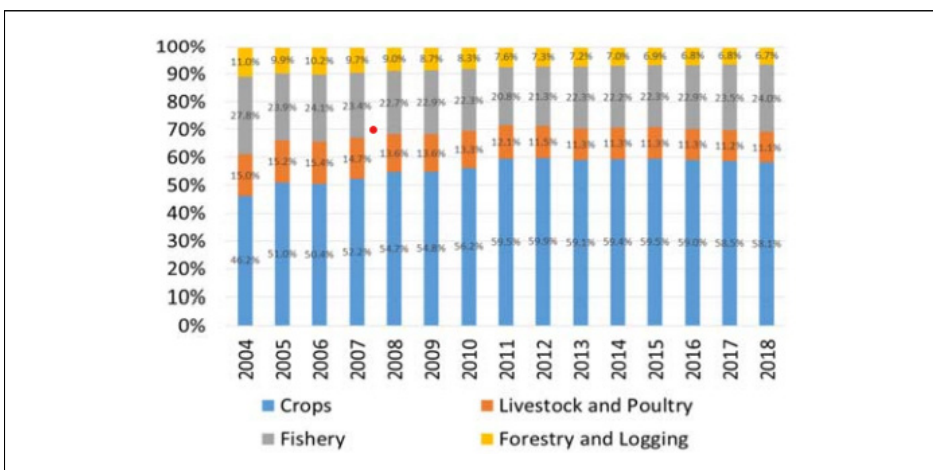 100%
90%
80%
70%
60%
50%
40%
30%
20%
10%
0%
11.0% 9.9% 10.2% 9.7% 9.0% 8.7% 8.3% 7.6% 7.3% 7.2% 7.0% 6.9% 6.8% 6.8% 6.7%
27.8% 23.9% 24.1% 23.4% 22.7% 22.9% 22.3% 20.8% 21.3% 22.3% 22.2% 22.3% 22.9% 23.5% 24.0%
15.0% 15.2% 15.4% 14.7% 13.6% 13.6% 13.3% 12.1% 11.5% 11.3% 11.3% 11.3% 11.3% 11.2% 11.1%
46.2% 51.0% 50.4% 52.2% 54.7% 54.8% 56.2% 59.5% 59.9% 59.1% 59.4% 59.5% 59.0% 58.5% 58.1%
2004 2005 2006 2007 2008 2009 2010 2011 2012 2013 2014 2015 2016 2017 2018
Crops Livestock and Poultry
Fishery Forestry and Logging